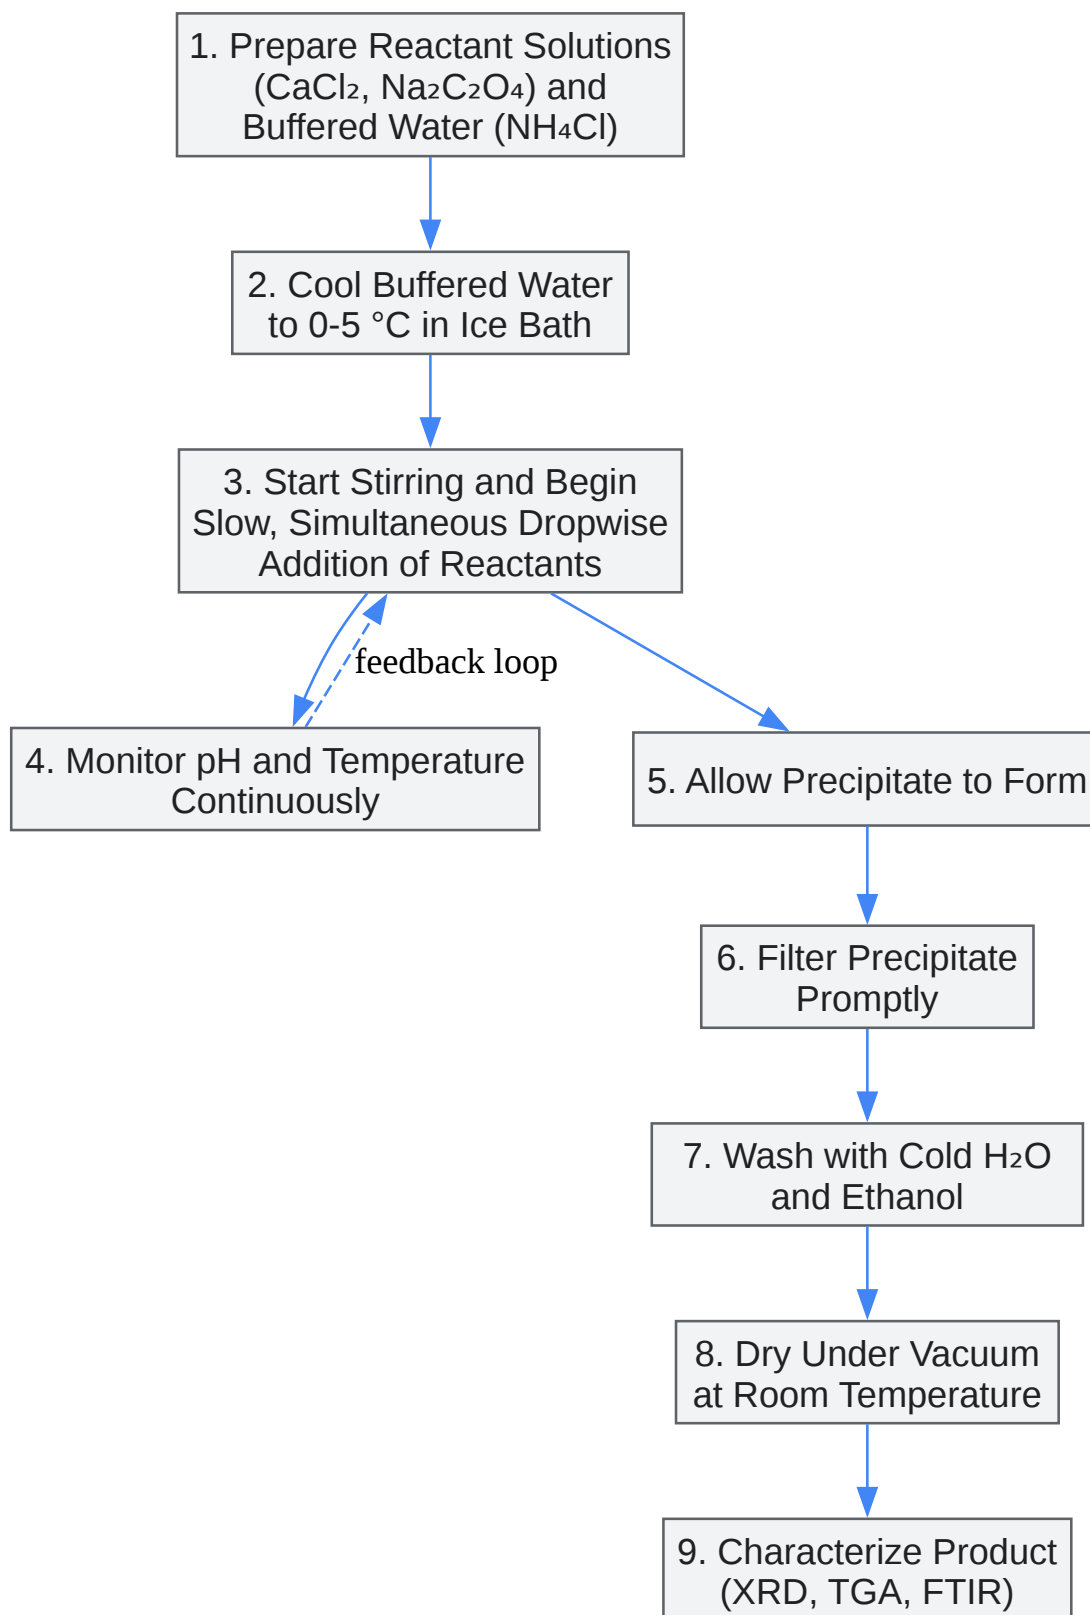 1. Prepare Reactant Solutions
(CaCl₂, Na₂C₂O₄) and
Buffered Water (NH₄Cl)
2. Cool Buffered Water
to 0-5 °C in Ice Bath
3. Start Stirring and Begin
Slow, Simultaneous Dropwise
Addition of Reactants
feedback loop
4. Monitor pH and Temperature
Continuously
5. Allow Precipitate to Form
6. Filter Precipitate
Promptly
7. Wash with Cold H₂O
and Ethanol
8. Dry Under Vacuum
at Room Temperature
9. Characterize Product
(XRD, TGA, FTIR)